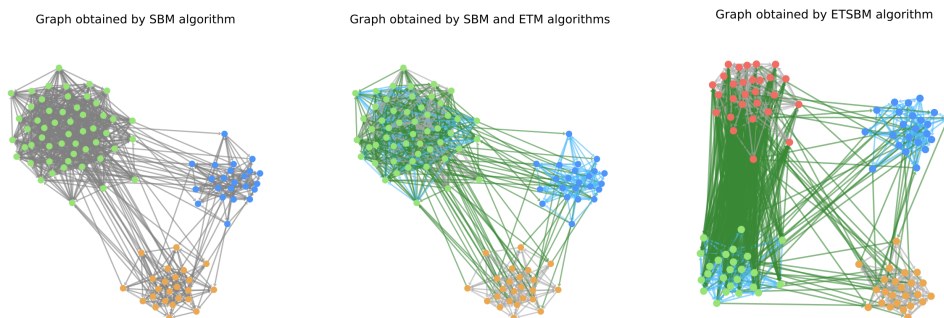 Graph obtained by SBM algorithm
Graph obtained by SBM and ETM algorithms
Graph obtained by ETSBM algorithm